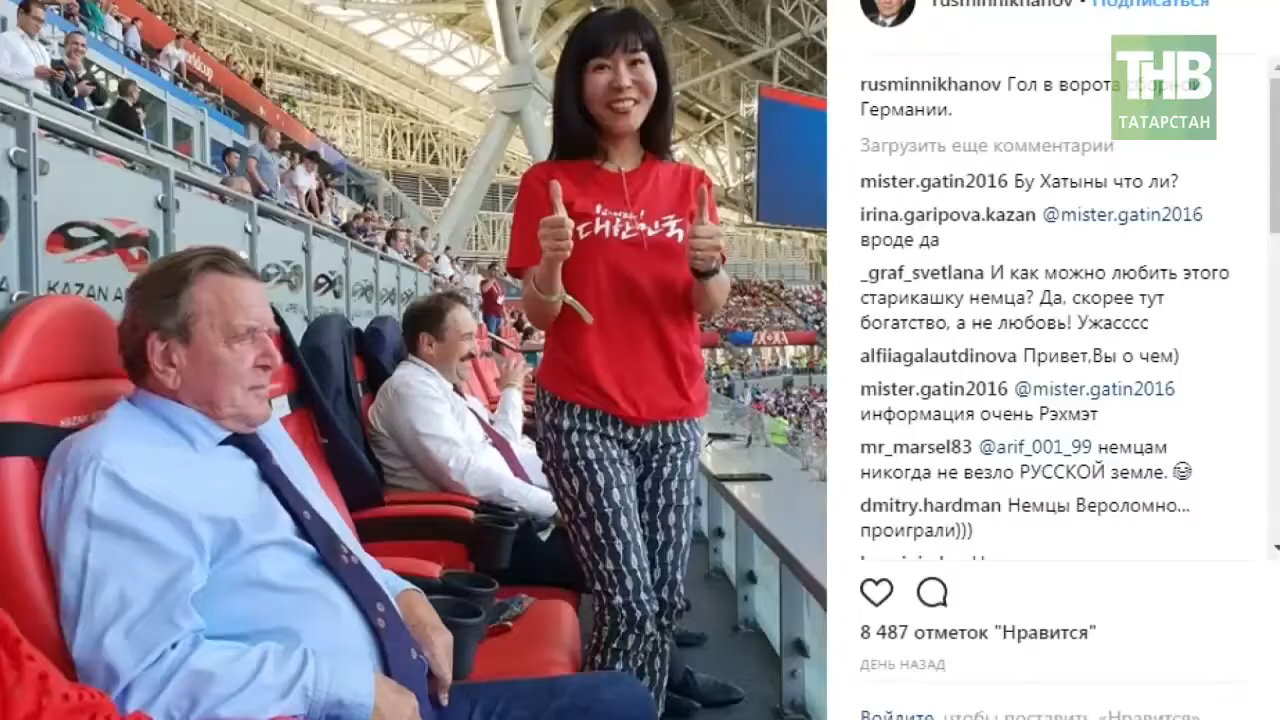 rusminnikhanov • Подписаться
ТНВ
ТАТАРСТАН
rusminnikhanov Гол в ворота сборной
Германии.
Загрузить еще комментарии
mister.gatin2016 Бу Хатыны что ли?
irina.garipova.kazan @mister.gatin2016
вроде да
_graf_svetlana И как можно любить этого
старикашку немца? Да, скорее тут
богатство, а не любовь! Ужасссс
alfiiagalautdinova Привет,Вы о чем)
mister.gatin2016 @mister.gatin2016
информация очень Рэхмэт
mr_marsel83 @arif_001_99 немцам
никогда не везло РУССКОЙ земле. 😅
dmitry.hardman Немцы Вероломно...
проиграли)))
8 487 отметок "Нравится"
ДЕНЬ НАЗАД
Войдите, чтобы поставить «Нравится»
worldcup
KAZAN A
대한민국